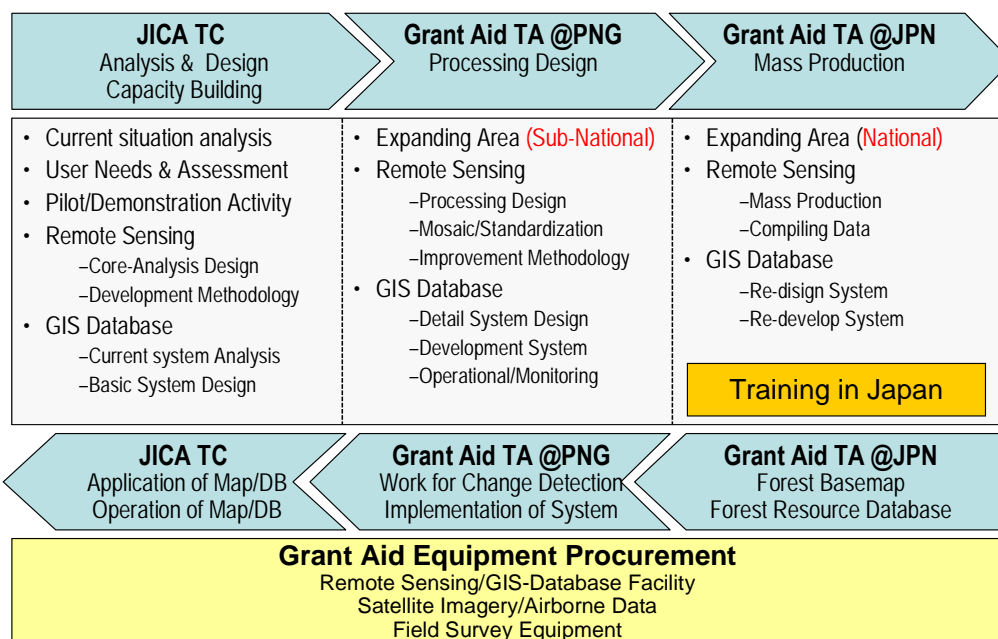 JICA TC
Analysis & Design
Capacity Building
Grant Aid TA @PNG
Processing Design
Grant Aid TA @JPN
Mass Production
• Current situation analysis
• User Needs & Assessment
• Pilot/Demonstration Activity
• Remote Sensing
–Core-Analysis Design
–Development Methodology
• GIS Database
–Current system Analysis
–Basic System Design
• Expanding Area (Sub-National)
• Remote Sensing
–Processing Design
–Mosaic/Standardization
–Improvement Methodology
• GIS Database
–Detail System Design
–Development System
–Operational/Monitoring
• Expanding Area (National)
• Remote Sensing
–Mass Production
–Compiling Data
• GIS Database
–Re-disign System
–Re-develop System
Training in Japan
JICA TC
Application of Map/DB
Operation of Map/DB
Grant Aid TA @PNG
Work for Change Detection
Implementation of System
Grant Aid TA @JPN
Forest Basemap
Forest Resource Database
Grant Aid Equipment Procurement
Remote Sensing/GIS-Database Facility
Satellite Imagery/Airborne Data
Field Survey Equipment